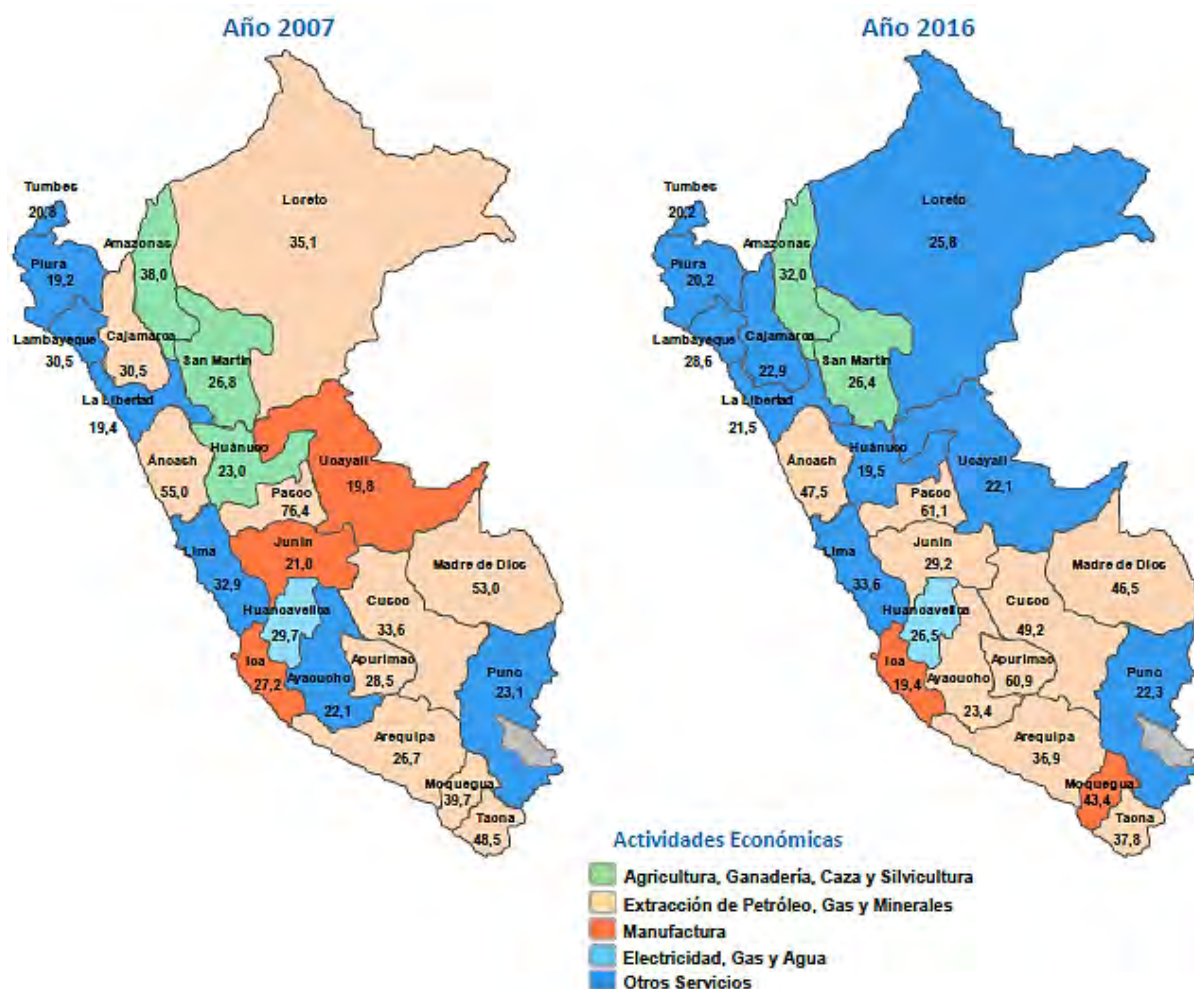 Año 2007
Tumbes
20,8
Loreto
35,1
Amazonas
38,0
Piura
19,2
Lambayeque
30,5
Cajamarca
30,5
San Martín
26,8
La Libertad
19,4
Huánuco
23,0
Áncash
55,0
Ucayali
19,8
Pasco
76,4
Junín
21,0
Lima
32,9
Madre de Dios
53,0
Huancavelica
29,7
Cusco
33,6
Ica
27,2
Ayacucho
22,1
Apurímac
28,5
Puno
23,1
Arequipa
26,7
Moquegua
39,7
Tacna
48,5
Año 2016
Tumbes
20,2
Loreto
25,8
Amazonas
32,0
Piura
20,2
Lambayeque
28,6
Cajamarca
22,9
San Martín
26,4
La Libertad
21,5
Huánuco
19,5
Áncash
47,5
Ucayali
22,1
Pasco
61,1
Junín
29,2
Lima
33,6
Madre de Dios
46,5
Huancavelica
26,5
Cusco
49,2
Ica
19,4
Ayacucho
23,4
Apurímac
60,9
Puno
22,3
Arequipa
36,9
Moquegua
43,4
Tacna
37,8
Actividades Económicas
Agricultura, Ganadería, Caza y Silvicultura
Extracción de Petróleo, Gas y Minerales
Manufactura
Electricidad, Gas y Agua
Otros Servicios